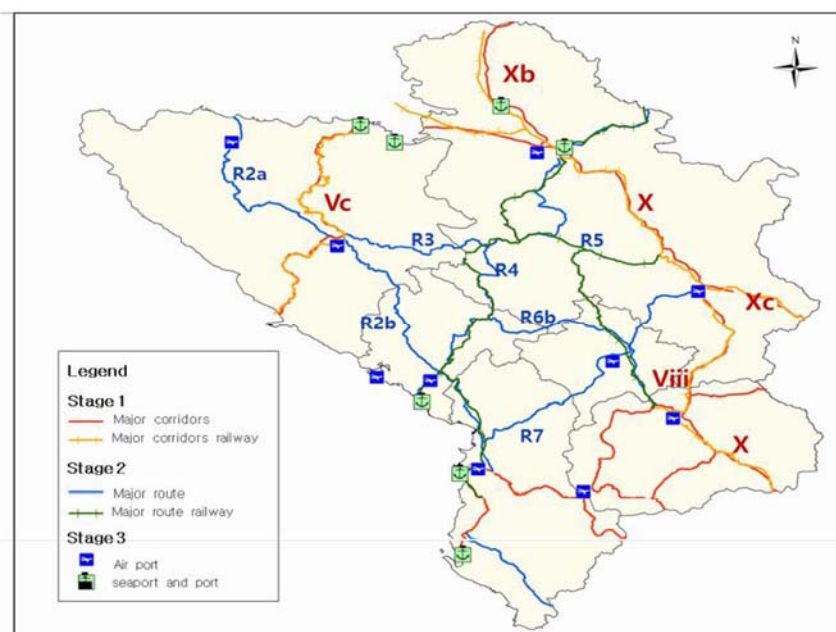 N
Xb
R2a
Vc
X
R3
R5
R4
Xc
R2b
R6b
Viii
R7
X
Legend
Stage 1
Major corridors
Major corridors railway
Stage 2
Major route
Major route railway
Stage 3
Air port
seaport and port